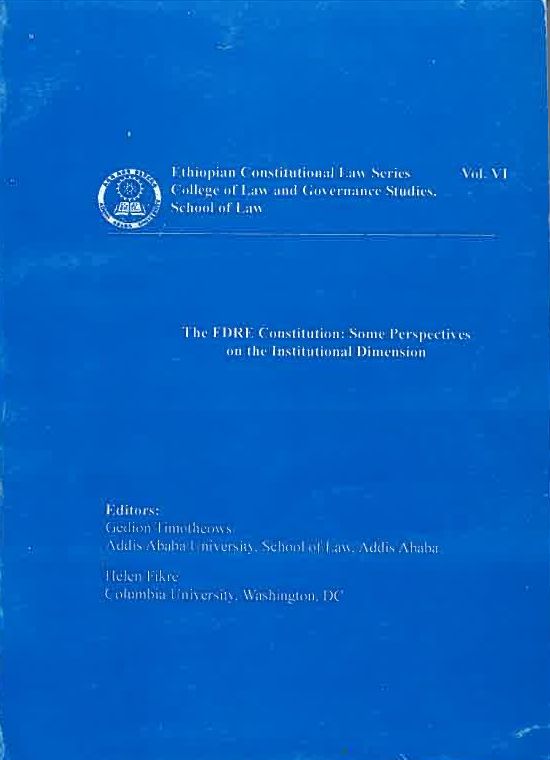 Ethiopian Constitutional Law Series Vol. VI
College of Law and Governance Studies,
School of Law
The FDRE Constitution: Some Perspectives
on the Institutional Dimension
Editors:
Gedion Timotheows
Addis Ababa University, School of Law, Addis Ababa
Helen Fikre
Columbia University, Washington, DC